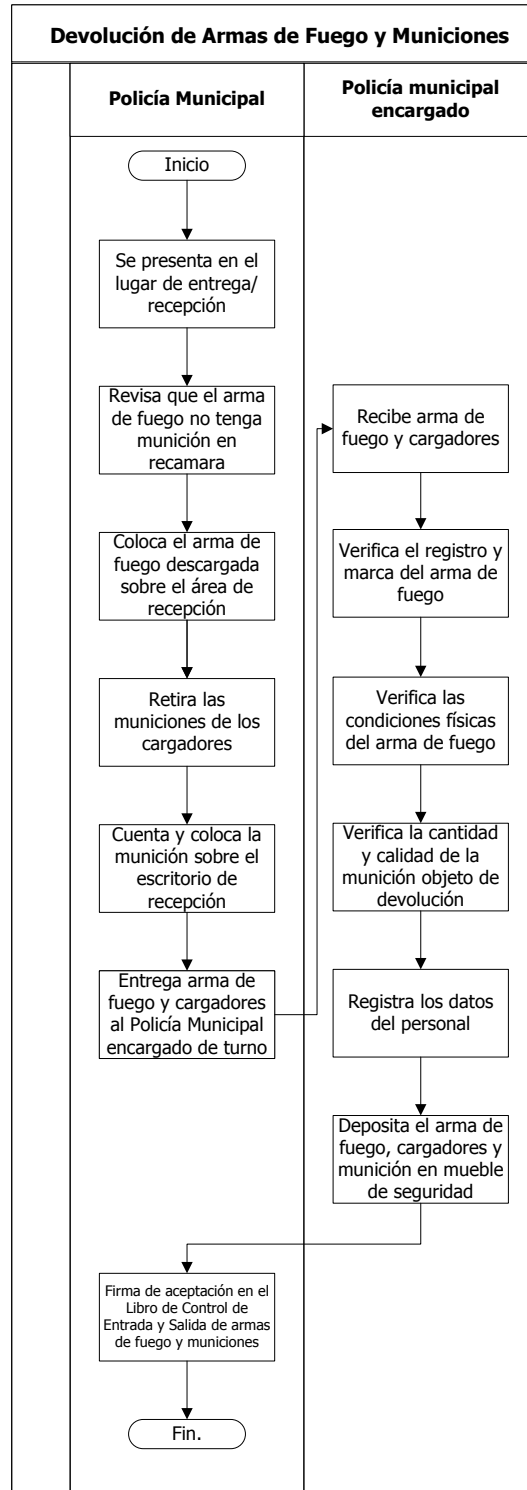 Devolución de Armas de Fuego y Municiones
Policía Municipal
Policía municipal
encargado
Inicio
Se presenta en el
lugar de entrega/
recepción
Revisa que el arma
de fuego no tenga
munición en
recamara
Coloca el arma de
fuego descargada
sobre el área de
recepción
Retira las
municiones de los
cargadores
Cuenta y coloca la
munición sobre el
escritorio de
recepción
Entrega arma de
fuego y cargadores
al Policía Municipal
encargado de turno
Recibe arma de
fuego y cargadores
Verifica el registro y
marca del arma de
fuego
Verifica las
condiciones físicas
del arma de fuego
Verifica la cantidad
y calidad de la
munición objeto de
devolución
Registra los datos
del personal
Deposita el arma de
fuego, cargadores y
munición en mueble
de seguridad
Firma de aceptación en el
Libro de Control de
Entrada y Salida de armas
de fuego y municiones
Fin.